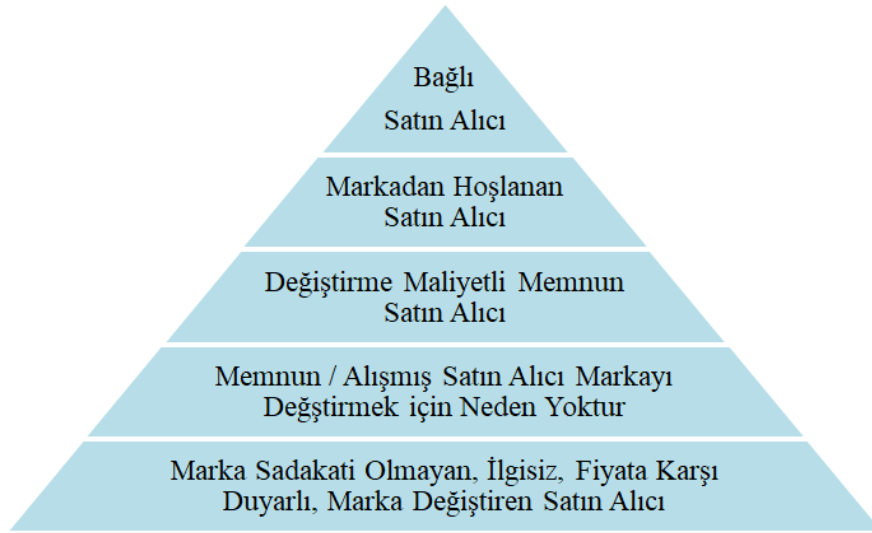 Bağlı
Satın Alıcı
Markadan Hoşlanan
Satın Alıcı
Değiştirme Maliyetli Memnun
Satın Alıcı
Memnun / Alışmış Satın Alıcı Markayı
Değştirmek için Neden Yoktur
Marka Sadakati Olmayan, İlgisiz, Fiyata Karşı
Duyarlı, Marka Değiştiren Satın Alıcı